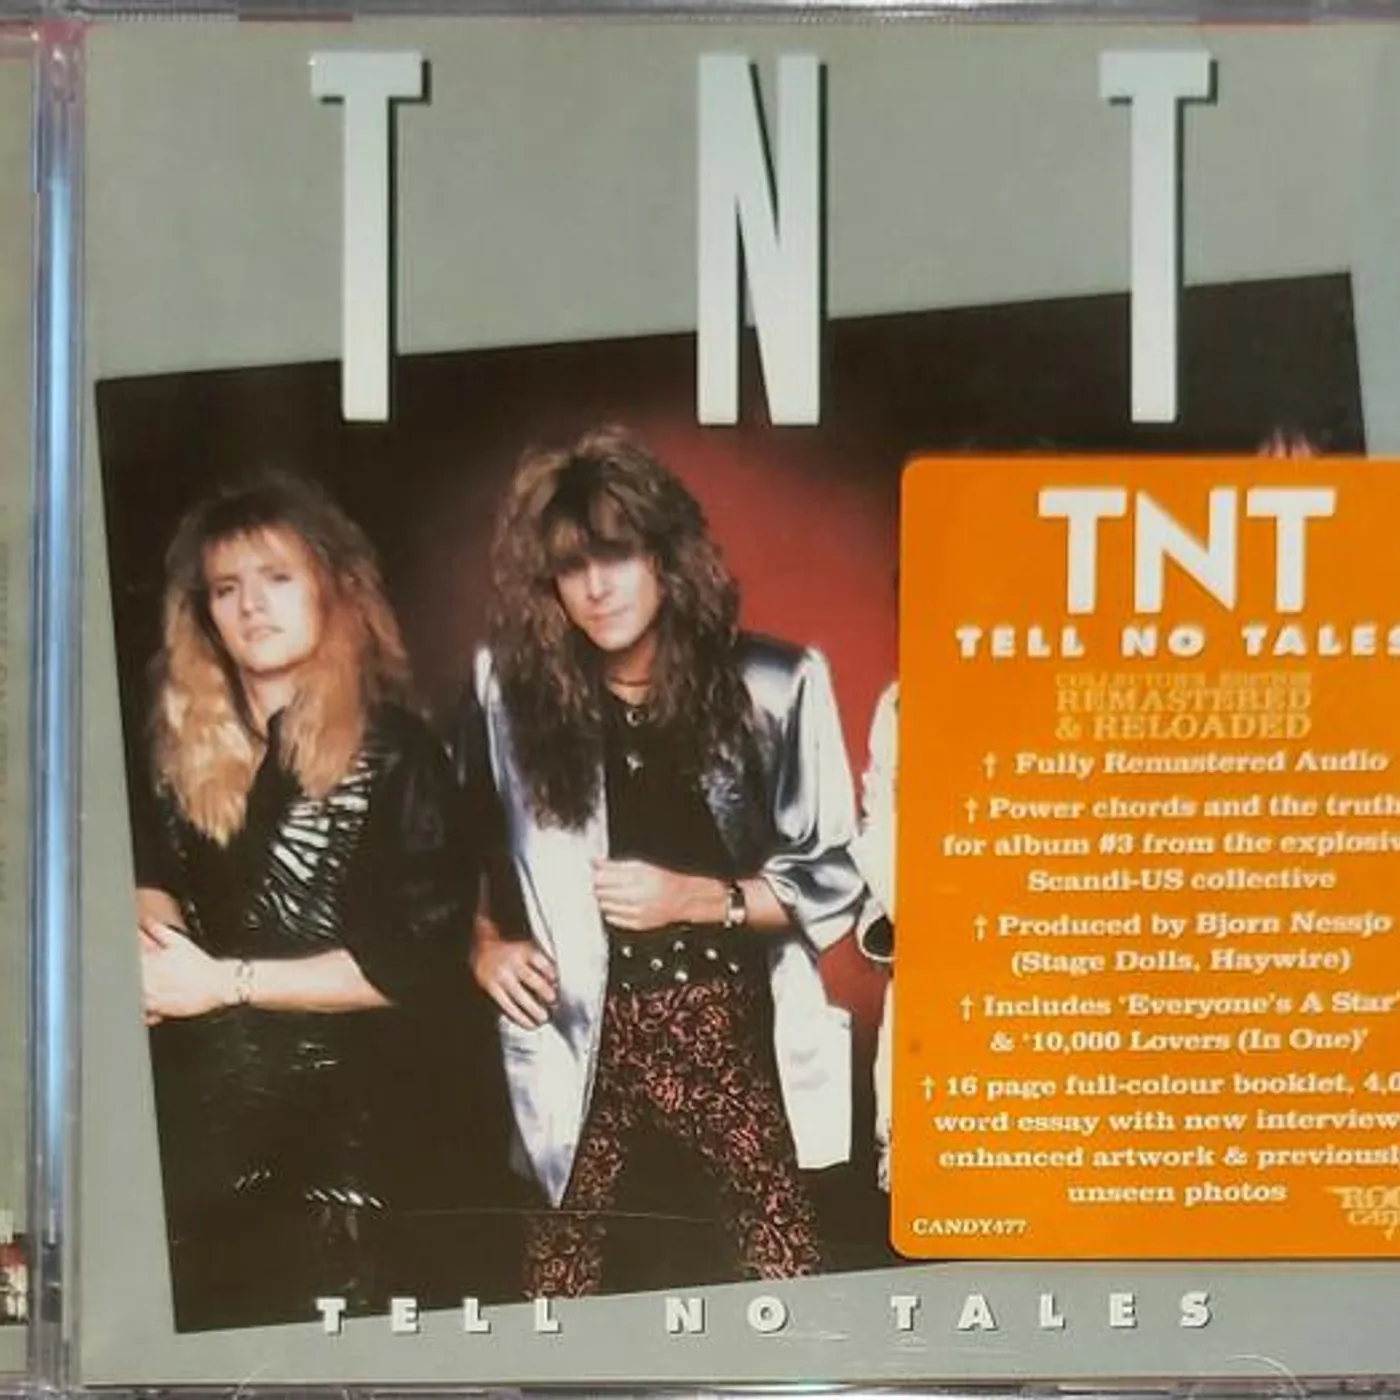 T N T
TNT
TELL NO TALES
COLLECTOR'S EDITION
REMASTERED
& RELOADED
† Fully Remastered Audio
† Power chords and the truth
for album #3 from the explosiv
Scandi-US collective
† Produced by Bjorn Nessjo
(Stage Dolls, Haywire)
† Includes ‘Everyone's A Star’
& ‘10,000 Lovers (In One)’
† 16 page full-colour booklet, 4,0
word essay with new interview
enhanced artwork & previousl
unseen photos
CANDY477
TELL NO TALES